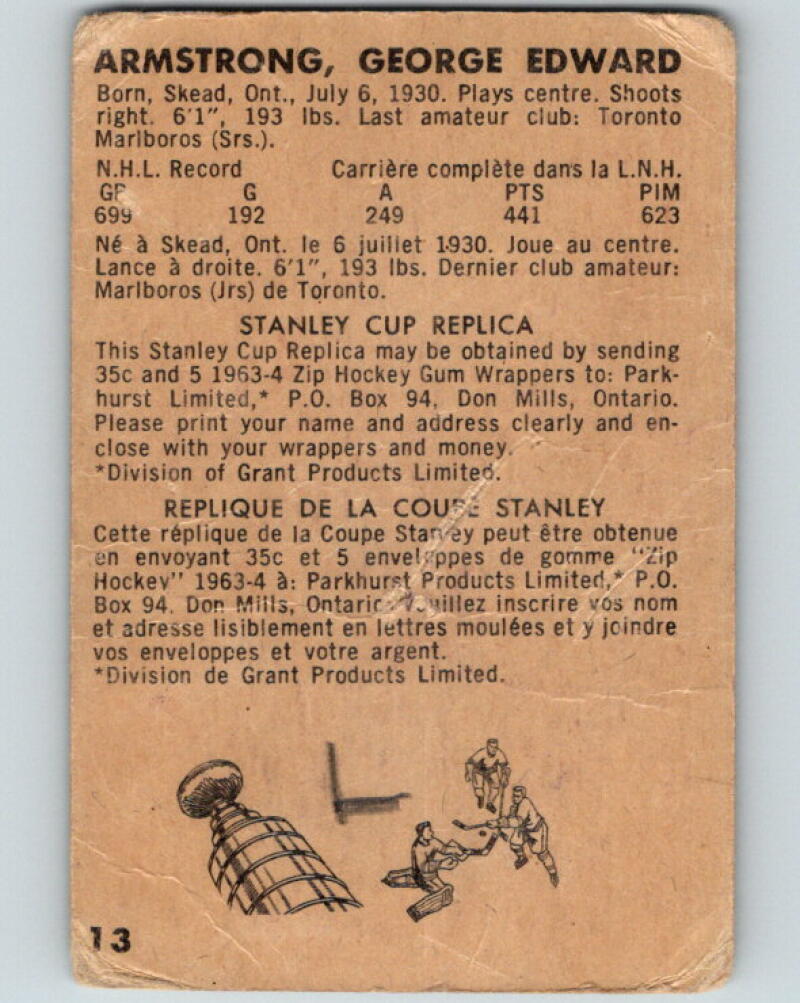 ARMSTRONG, GEORGE EDWARD
Born, Skead, Ont., July 6, 1930. Plays centre. Shoots
right. 6'1", 193 lbs. Last amateur club: Toronto
Marlboros (Srs.).
N.H.L. Record Carrière complète dans la L.N.H.
GP G A PTS PIM
699 192 249 441 623
Né à Skead, Ont. le 6 juillet 1930. Joue au centre.
Lance à droite. 6'1", 193 lbs. Dernier club amateur:
Marlboros (Jrs) de Toronto.
STANLEY CUP REPLICA
This Stanley Cup Replica may be obtained by sending
35c and 5 1963-4 Zip Hockey Gum Wrappers to: Park-
hurst Limited,* P.O. Box 94, Don Mills, Ontario.
Please print your name and address clearly and en-
close with your wrappers and money.
*Division of Grant Products Limited.
REPLIQUE DE LA COUPE STANLEY
Cette réplique de la Coupe Stanley peut être obtenue
en envoyant 35c et 5 enveloppes de gomme "Zip
Hockey" 1963-4 à: Parkhurst Products Limited,* P.O.
Box 94, Don Mills, Ontario. Veuillez inscrire vos nom
et adresse lisiblement en lettres moulées et y joindre
vos enveloppes et votre argent.
*Division de Grant Products Limited.
L
13